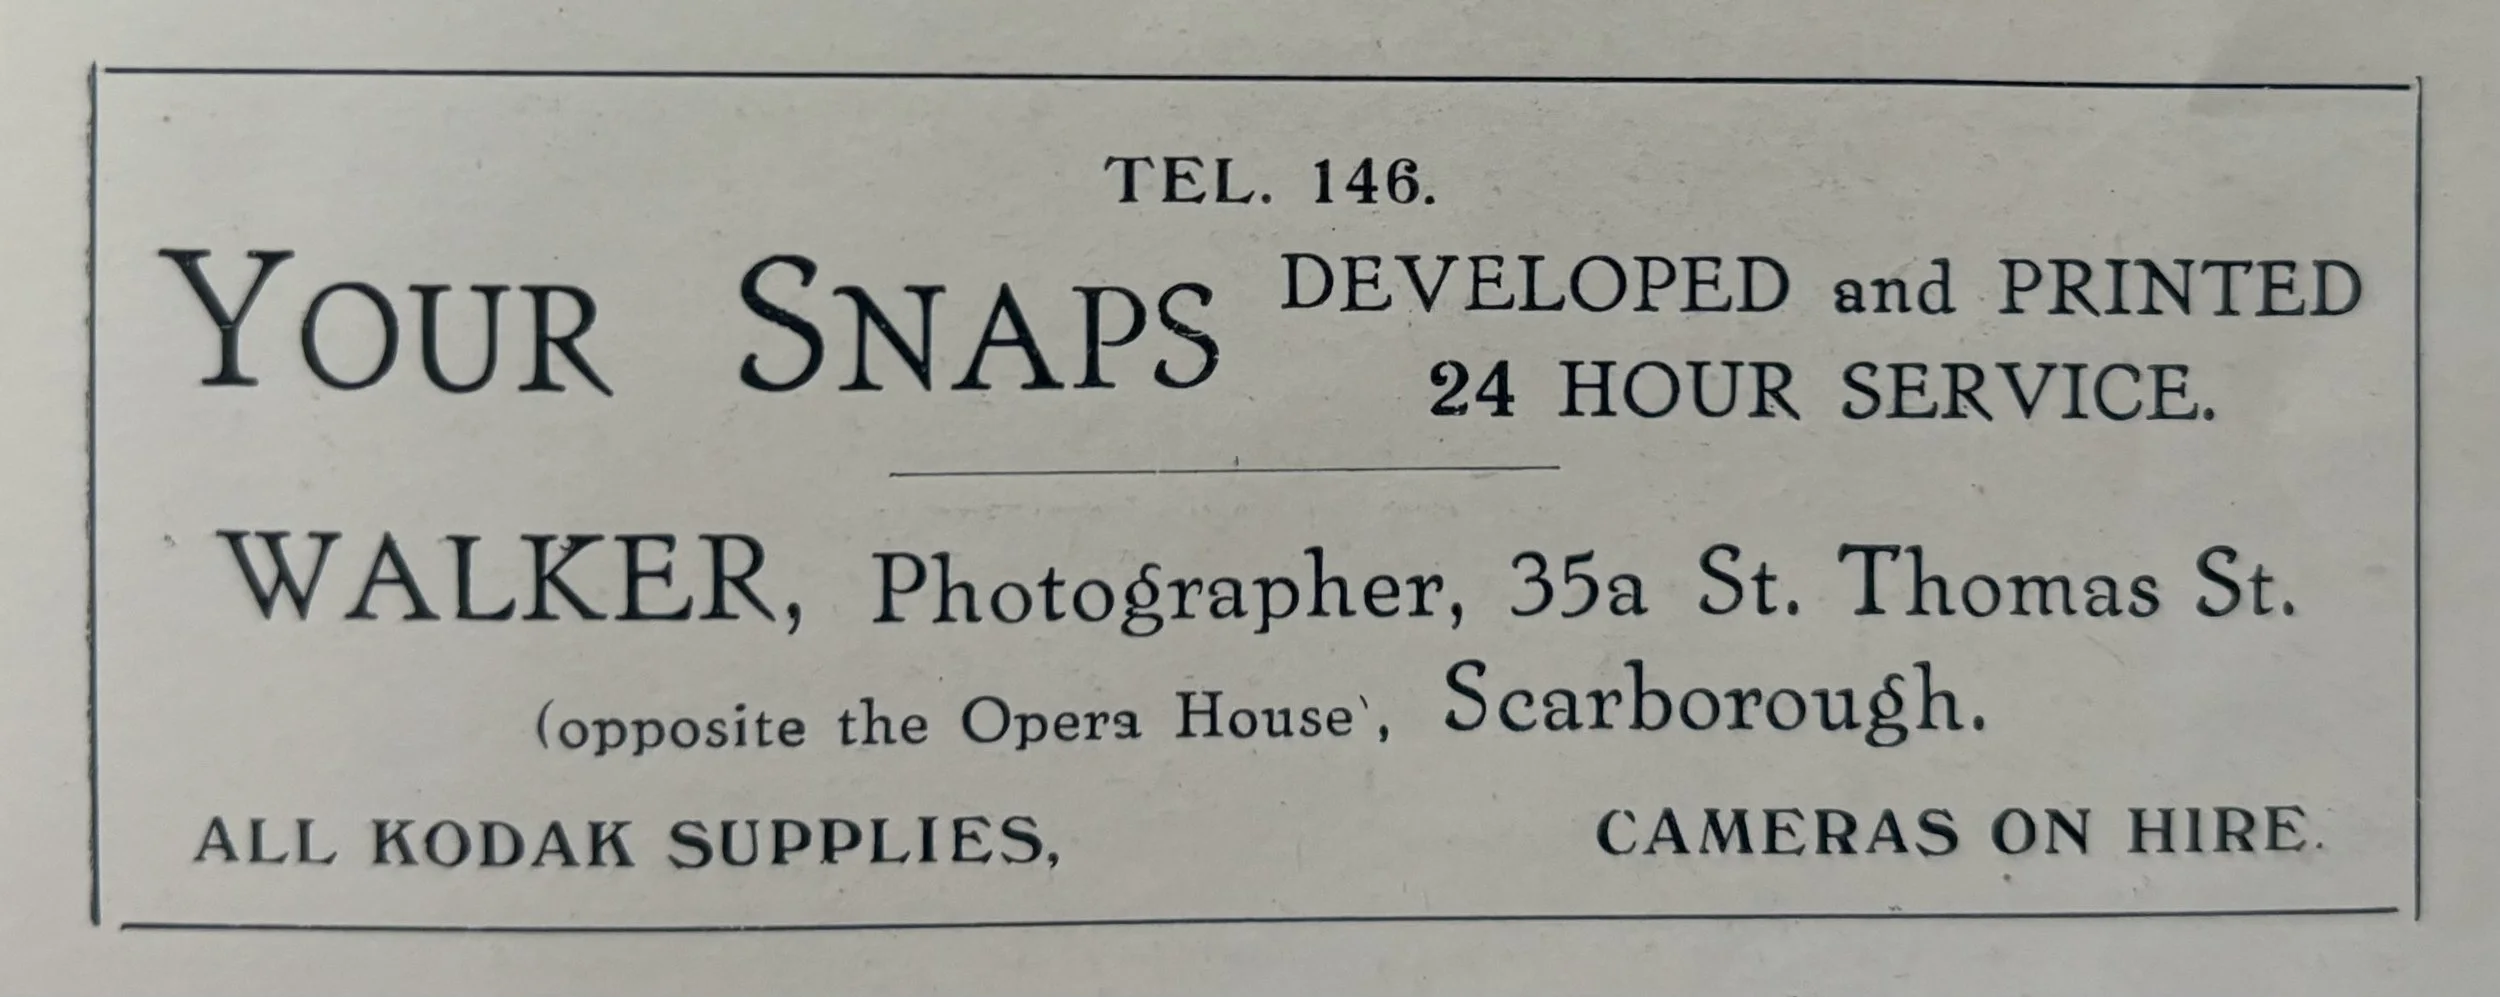 TEL. 146.
YOUR SNAPS DEVELOPED and PRINTED
24 HOUR SERVICE.
WALKER, Photographer, 35a St. Thomas St.
(opposite the Opera House), Scarborough.
ALL KODAK SUPPLIES, CAMERAS ON HIRE.